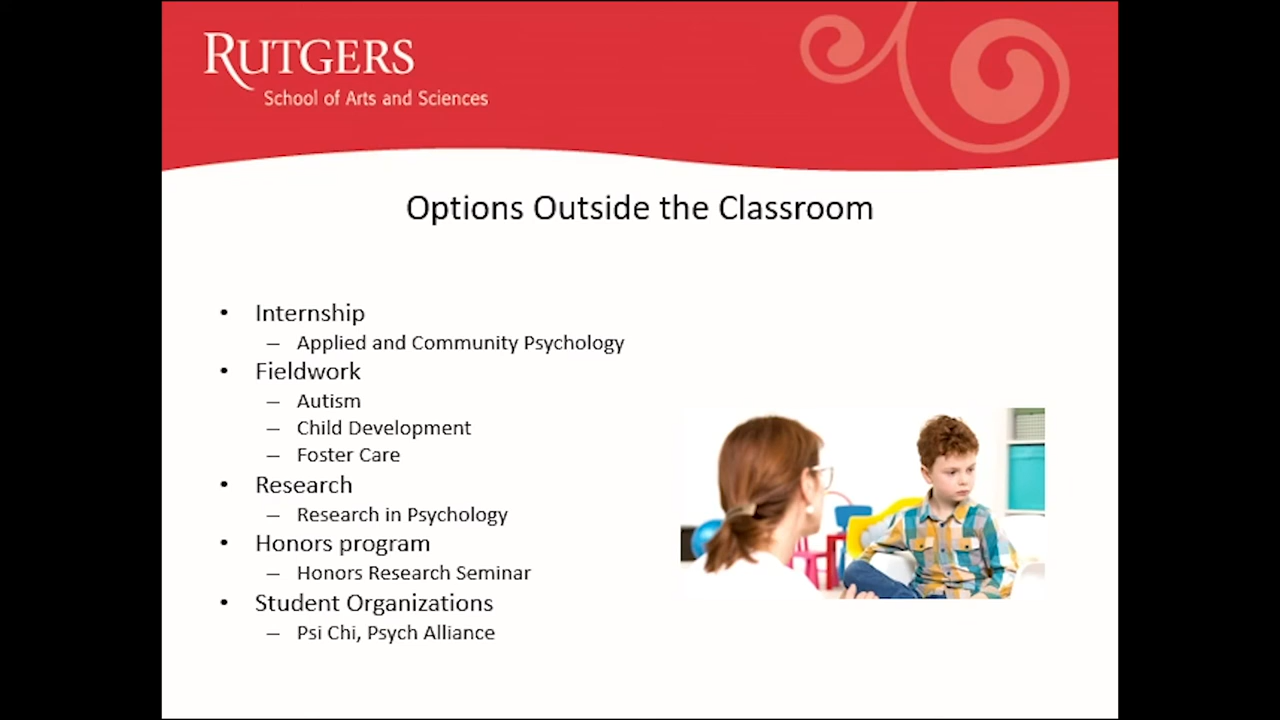 RUTGERS
School of Arts and Sciences
Options Outside the Classroom
• Internship
– Applied and Community Psychology
• Fieldwork
– Autism
– Child Development
– Foster Care
• Research
– Research in Psychology
• Honors program
– Honors Research Seminar
• Student Organizations
– Psi Chi, Psych Alliance